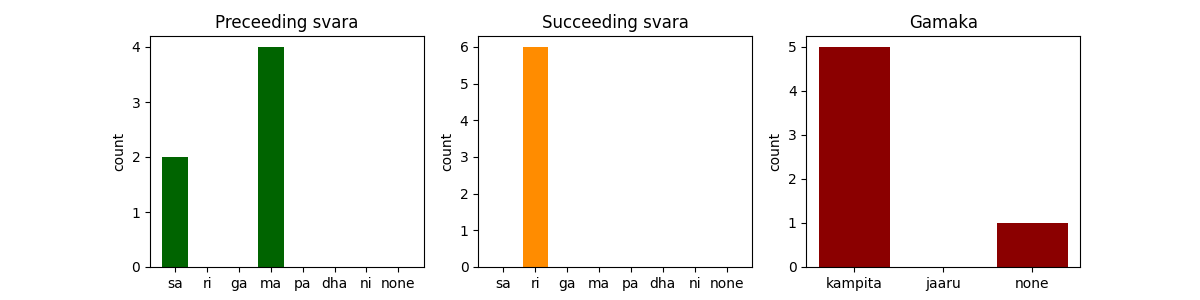 Preceeding svara
count
4
3
2
1
0
sa ri ga ma pa dha ni none
Succeeding svara
count
6
5
4
3
2
1
0
sa ri ga ma pa dha ni none
Gamaka
count
5
4
3
2
1
0
kampita jaaru none